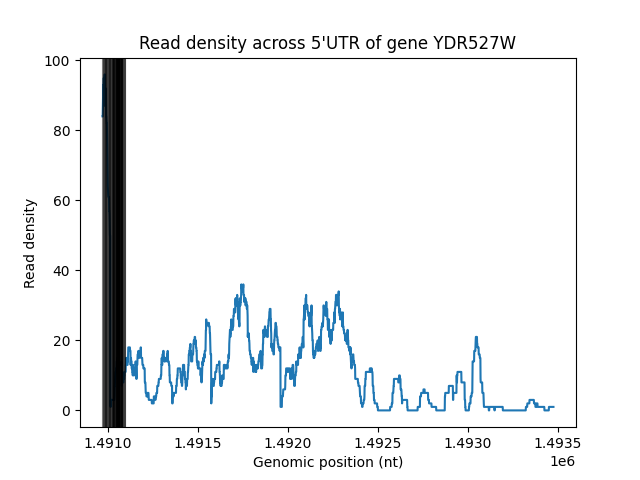 Read density across 5'UTR of gene YDR527W
100
80
60
40
20
0
Read density
1.4910 1.4915 1.4920 1.4925 1.4930 1.4935
1e6
Genomic position (nt)